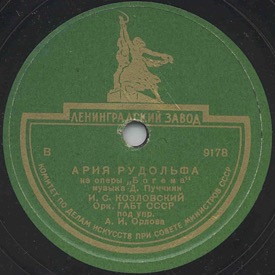 ЛЕНИНГРАДСКИЙ ЗАВОД
В 9178
АРИЯ РУДОЛЬФА
из оперы „Богема"
музыка Д. Пуччини
И. С. КОЗЛОВСКИЙ
Орк. ГАБТ СССР
под упр.
А. И. Орлова
КОМИТЕТ ПО ДЕЛАМ ИСКУССТВ ПРИ СОВЕТЕ МИНИСТРОВ СССР